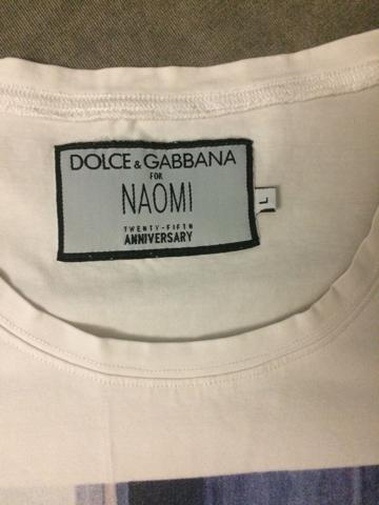 DOLCE & GABBANA
FOR
NAOMI
TWENTY-FIFTH
ANNIVERSARY
L